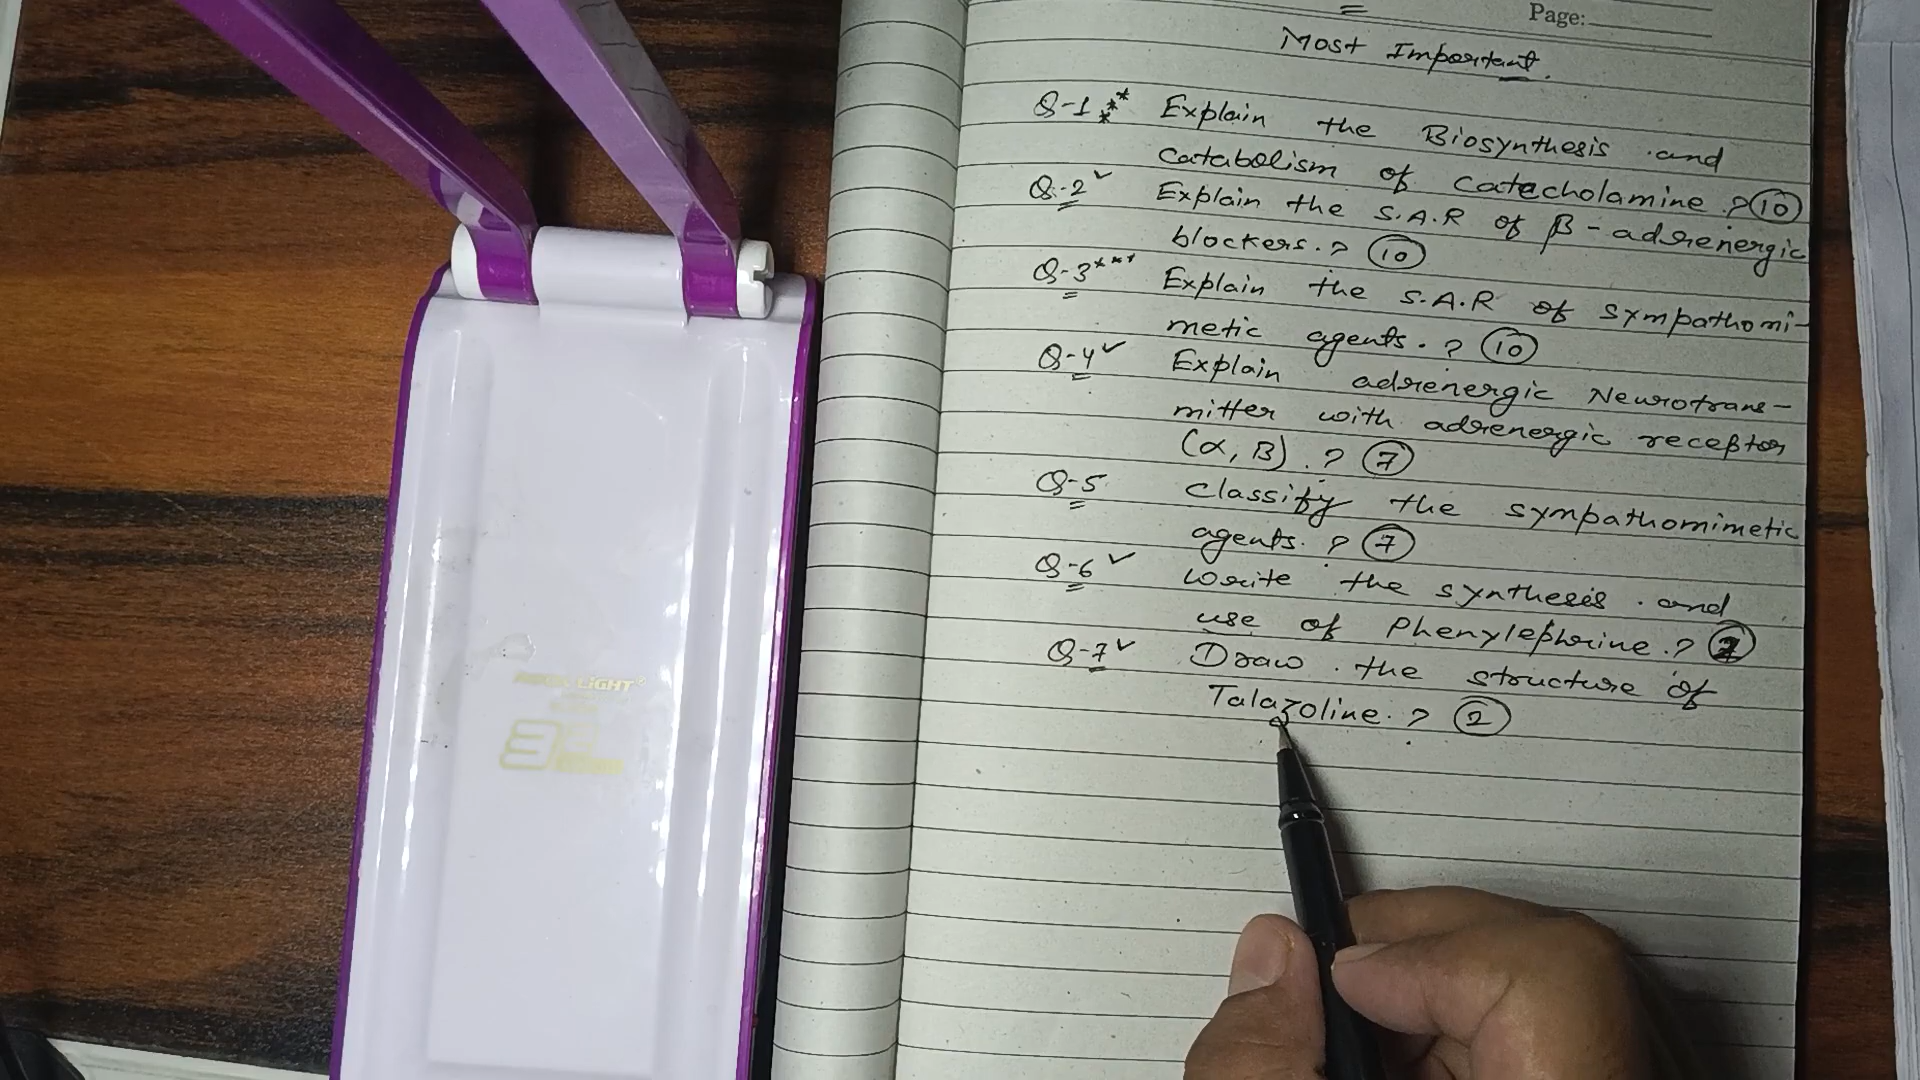 Page:
Most Important.
Q-1 *** Explain the Biosynthesis and
catabolism of catecholamine ? 10
Q-2 ✓ Explain the S.A.R of β-adrenergic
blockers. ? 10
Q-3 *** Explain the S.A.R of sympathomi-
metic agents. ? 10
Q-4 ✓ Explain adrenergic Neurotrans-
mitter with adrenergic receptor
(α, β). ? 7
Q-5 Classify the sympathomimetic
agents. ? 7
Q-6 ✓ Write the synthesis and
use of Phenylephrine. ?
Q-7 ✓ Draw the structure of
Talazoline. ? 2
LIGHT
32